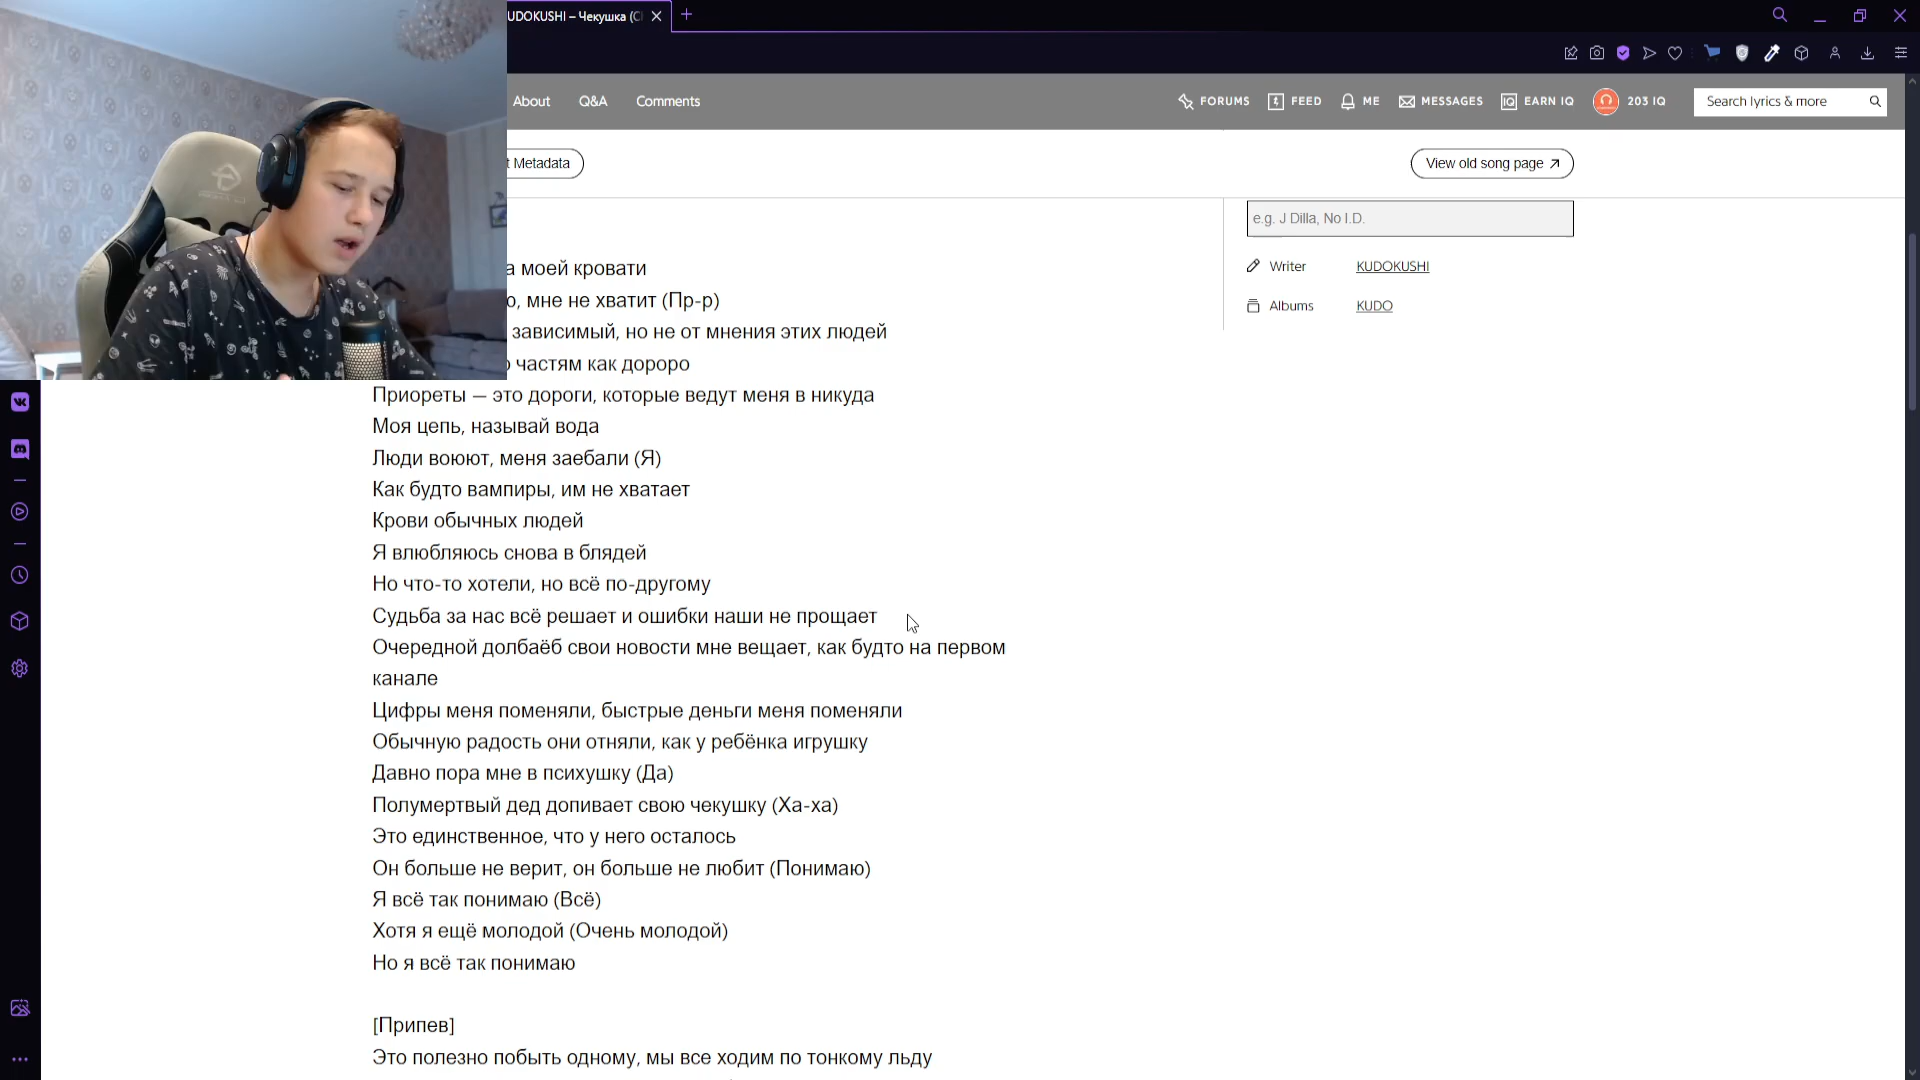 KUDOKUSHI – Чекушка (
About Q&A Comments FORUMS FEED ME MESSAGES EARN IQ 203 IQ Search lyrics & more
t Metadata View old song page
e.g. J Dilla, No I.D.
Writer KUDOKUSHI
Albums KUDO
а моей кровати
о, мне не хватит (Пр-р)
зависимый, но не от мнения этих людей
частям как дороро
Приореты — это дороги, которые ведут меня в никуда
Моя цепь, называй вода
Люди воюют, меня заебали (Я)
Как будто вампиры, им не хватает
Крови обычных людей
Я влюбляюсь снова в блядей
Но что-то хотели, но всё по-другому
Судьба за нас всё решает и ошибки наши не прощает
Очередной долбаёб свои новости мне вещает, как будто на первом
канале
Цифры меня поменяли, быстрые деньги меня поменяли
Обычную радость они отняли, как у ребёнка игрушку
Давно пора мне в психушку (Да)
Полумертвый дед допивает свою чекушку (Ха-ха)
Это единственное, что у него осталось
Он больше не верит, он больше не любит (Понимаю)
Я всё так понимаю (Всё)
Хотя я ещё молодой (Очень молодой)
Но я всё так понимаю
[Припев]
Это полезно побыть одному, мы все ходим по тонкому льду